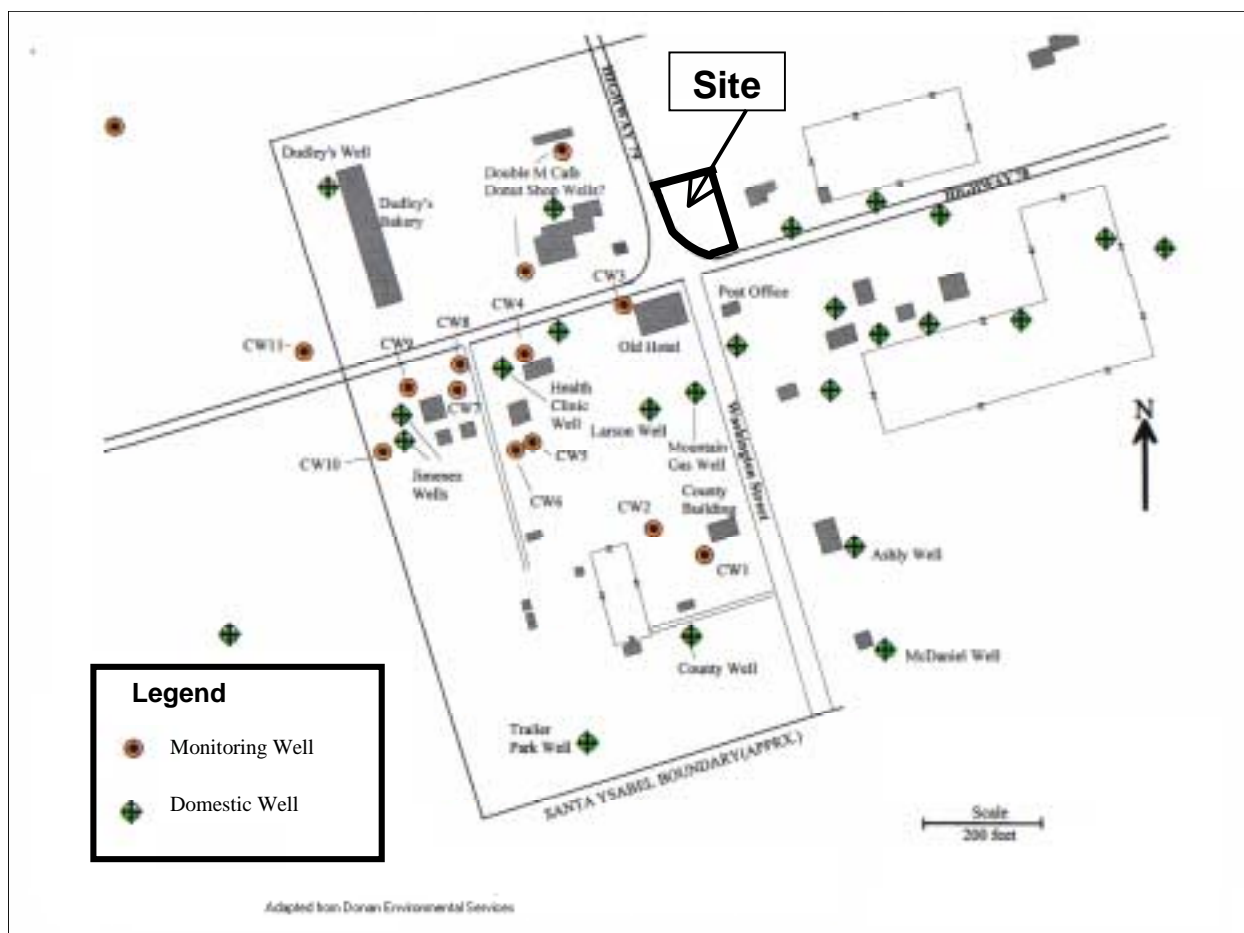 Site
HIGHWAY 79
Dudley's Well
Double M Cafe
Donut Shop Wells?
Dudley's
Bakery
HIGHWAY 78
CW3
Post Office
CW4
CW8
CW9
CW11
Old Hotel
Health
Clinic
Well
CW7
Larson Well
Mountain
Gas Well
Washington Street
N
CW10
CW5
Jimenez
Wells
CW6
County
Building
CW2
CW1
Ashly Well
McDaniel Well
County Well
Trailer
Park Well
SANTA YSABEL BOUNDARY(APPRX.)
Legend
Monitoring Well
Domestic Well
Scale
200 feet
Adapted from Donan Environmental Services